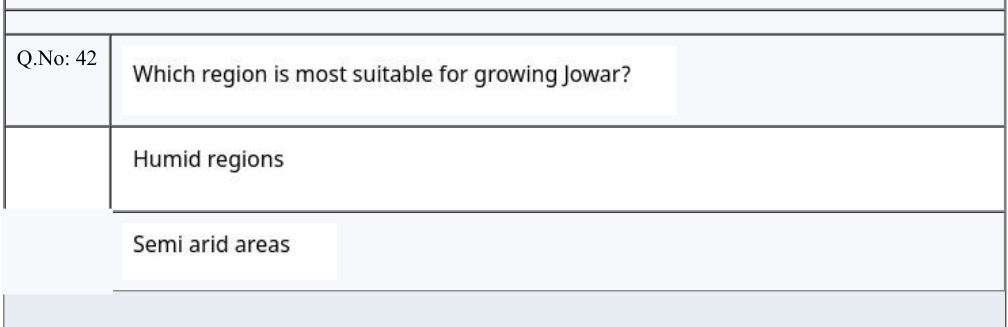 Q.No: 42
Which region is most suitable for growing Jowar?
Humid regions
Semi arid areas